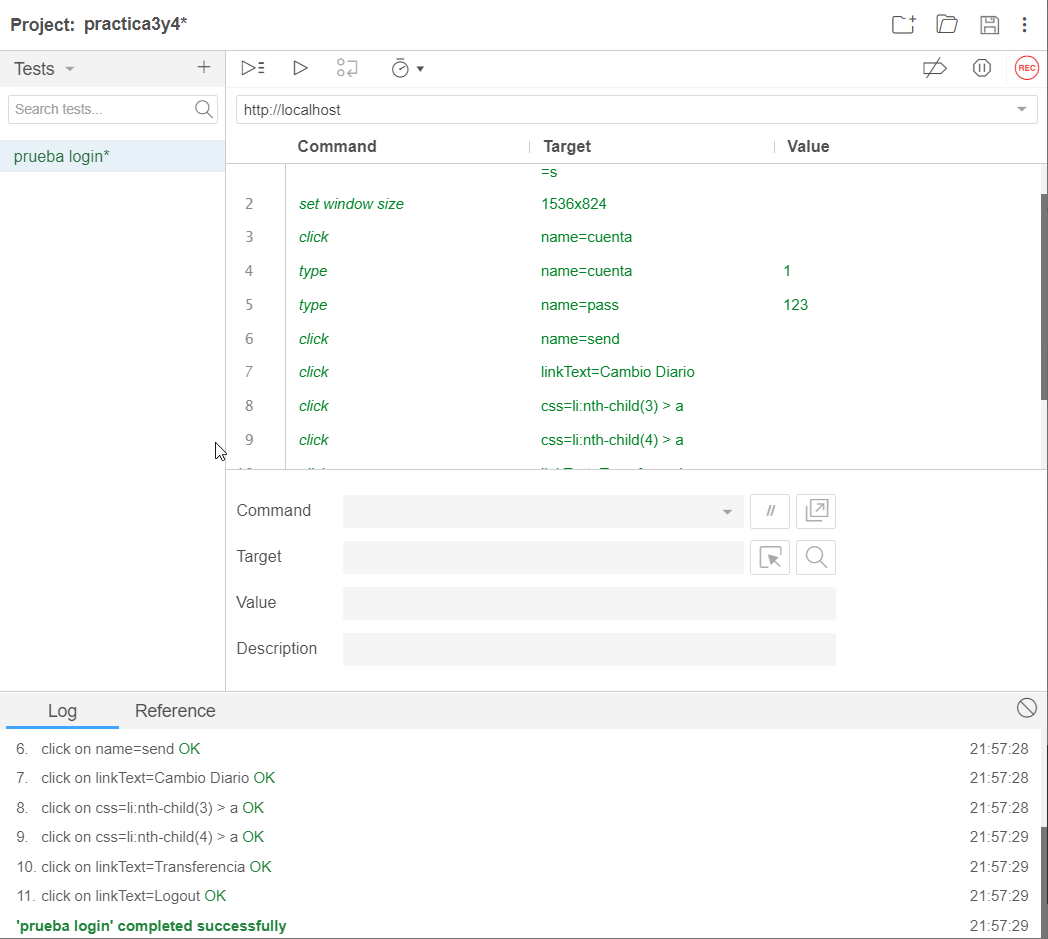 Project: practica3y4*
Tests
REC
Search tests...
http://localhost
prueba login*
Command Target Value
=s
2 set window size 1536x824
3 click name=cuenta
4 type name=cuenta 1
5 type name=pass 123
6 click name=send
7 click linkText=Cambio Diario
8 click css=li:nth-child(3) > a
9 click css=li:nth-child(4) > a
Command //
Target
Value
Description
Log Reference
6. click on name=send OK 21:57:28
7. click on linkText=Cambio Diario OK 21:57:28
8. click on css=li:nth-child(3) > a OK 21:57:28
9. click on css=li:nth-child(4) > a OK 21:57:29
10. click on linkText=Transferencia OK 21:57:29
11. click on linkText=Logout OK 21:57:29
'prueba login' completed successfully 21:57:29